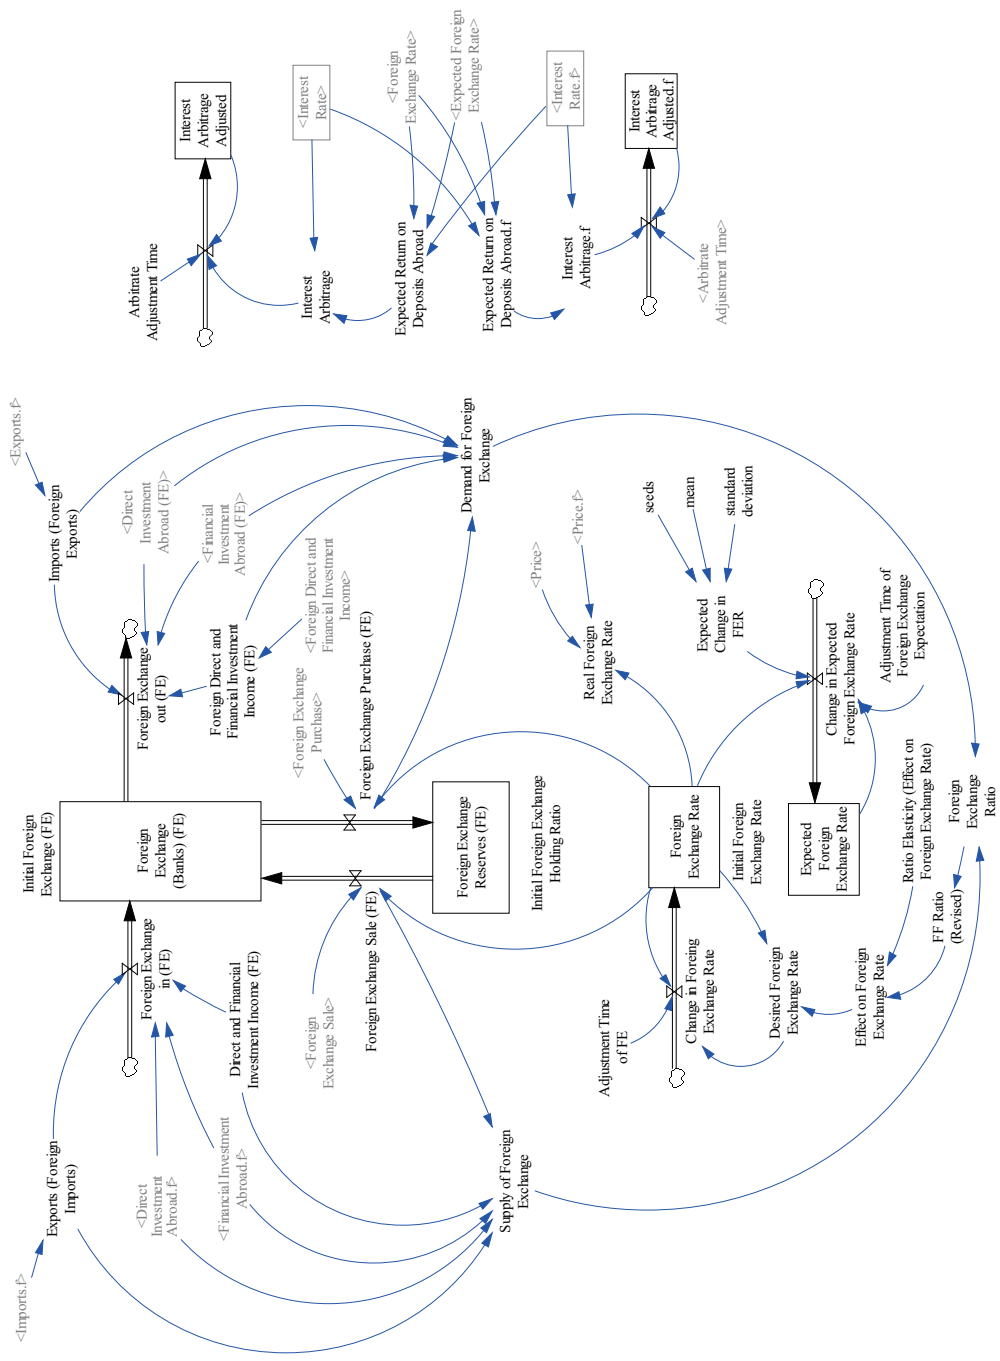 <Imports.f>
Exports (Foreign
Imports)
<Direct
Investment
Abroad.f>
<Financial Investment
Abroad.f>
Direct and Financial
Investment Income (FE)
Foreign Exchange
in (FE)
Initial Foreign
Exchange (FE)
Foreign
Exchange
(Banks) (FE)
Foreign Exchange
out (FE)
Imports (Foreign
Exports)
<Exports.f>
<Direct
Investment
Abroad (FE)>
<Financial
Investment
Abroad (FE)>
Foreign Direct and
Financial Investment
Income (FE)
<Foreign Direct and
Financial Investment
Income>
<Foreign Exchange
Purchase>
Foreign Exchange Purchase (FE)
<Foreign
Exchange Sale>
Foreign Exchange Sale (FE)
Foreign Exchange
Reserves (FE)
Initial Foreign Exchange
Holding Ratio
Supply of Foreign
Exchange
Demand for Foreign
Exchange
Adjustment Time
of FE
Change in Foreing
Exchange Rate
Foreign
Exchange Rate
Initial Foreign
Exchange Rate
Desired Foreign
Exchange Rate
Effect on Foreign
Exchange Rate
Ratio Elasticity (Effect on
Foreign Exchange Rate)
FF Ratio
(Revised)
Foreign
Exchange
Ratio
<Price>
<Price.f>
Real Foreign
Exchange Rate
seeds
mean
standard
deviation
Expected
Change in
FER
Change in Expected
Foreign Exchange Rate
Adjustment Time of
Foreign Exchange
Expectation
Expected
Foreign
Exchange Rate
Arbitrate
Adjustment Time
Interest
Arbitrage
Adjusted
Interest
Arbitrage
<Interest
Rate>
<Foreign
Exchange Rate>
<Expected Foreign
Exchange Rate>
Expected Return on
Deposits Abroad
Expected Return on
Deposits Abroad.f
<Interest
Rate.f>
Interest
Arbitrage.f
Interest
Arbitrage
Adjusted.f
<Arbitrate
Adjustment Time>